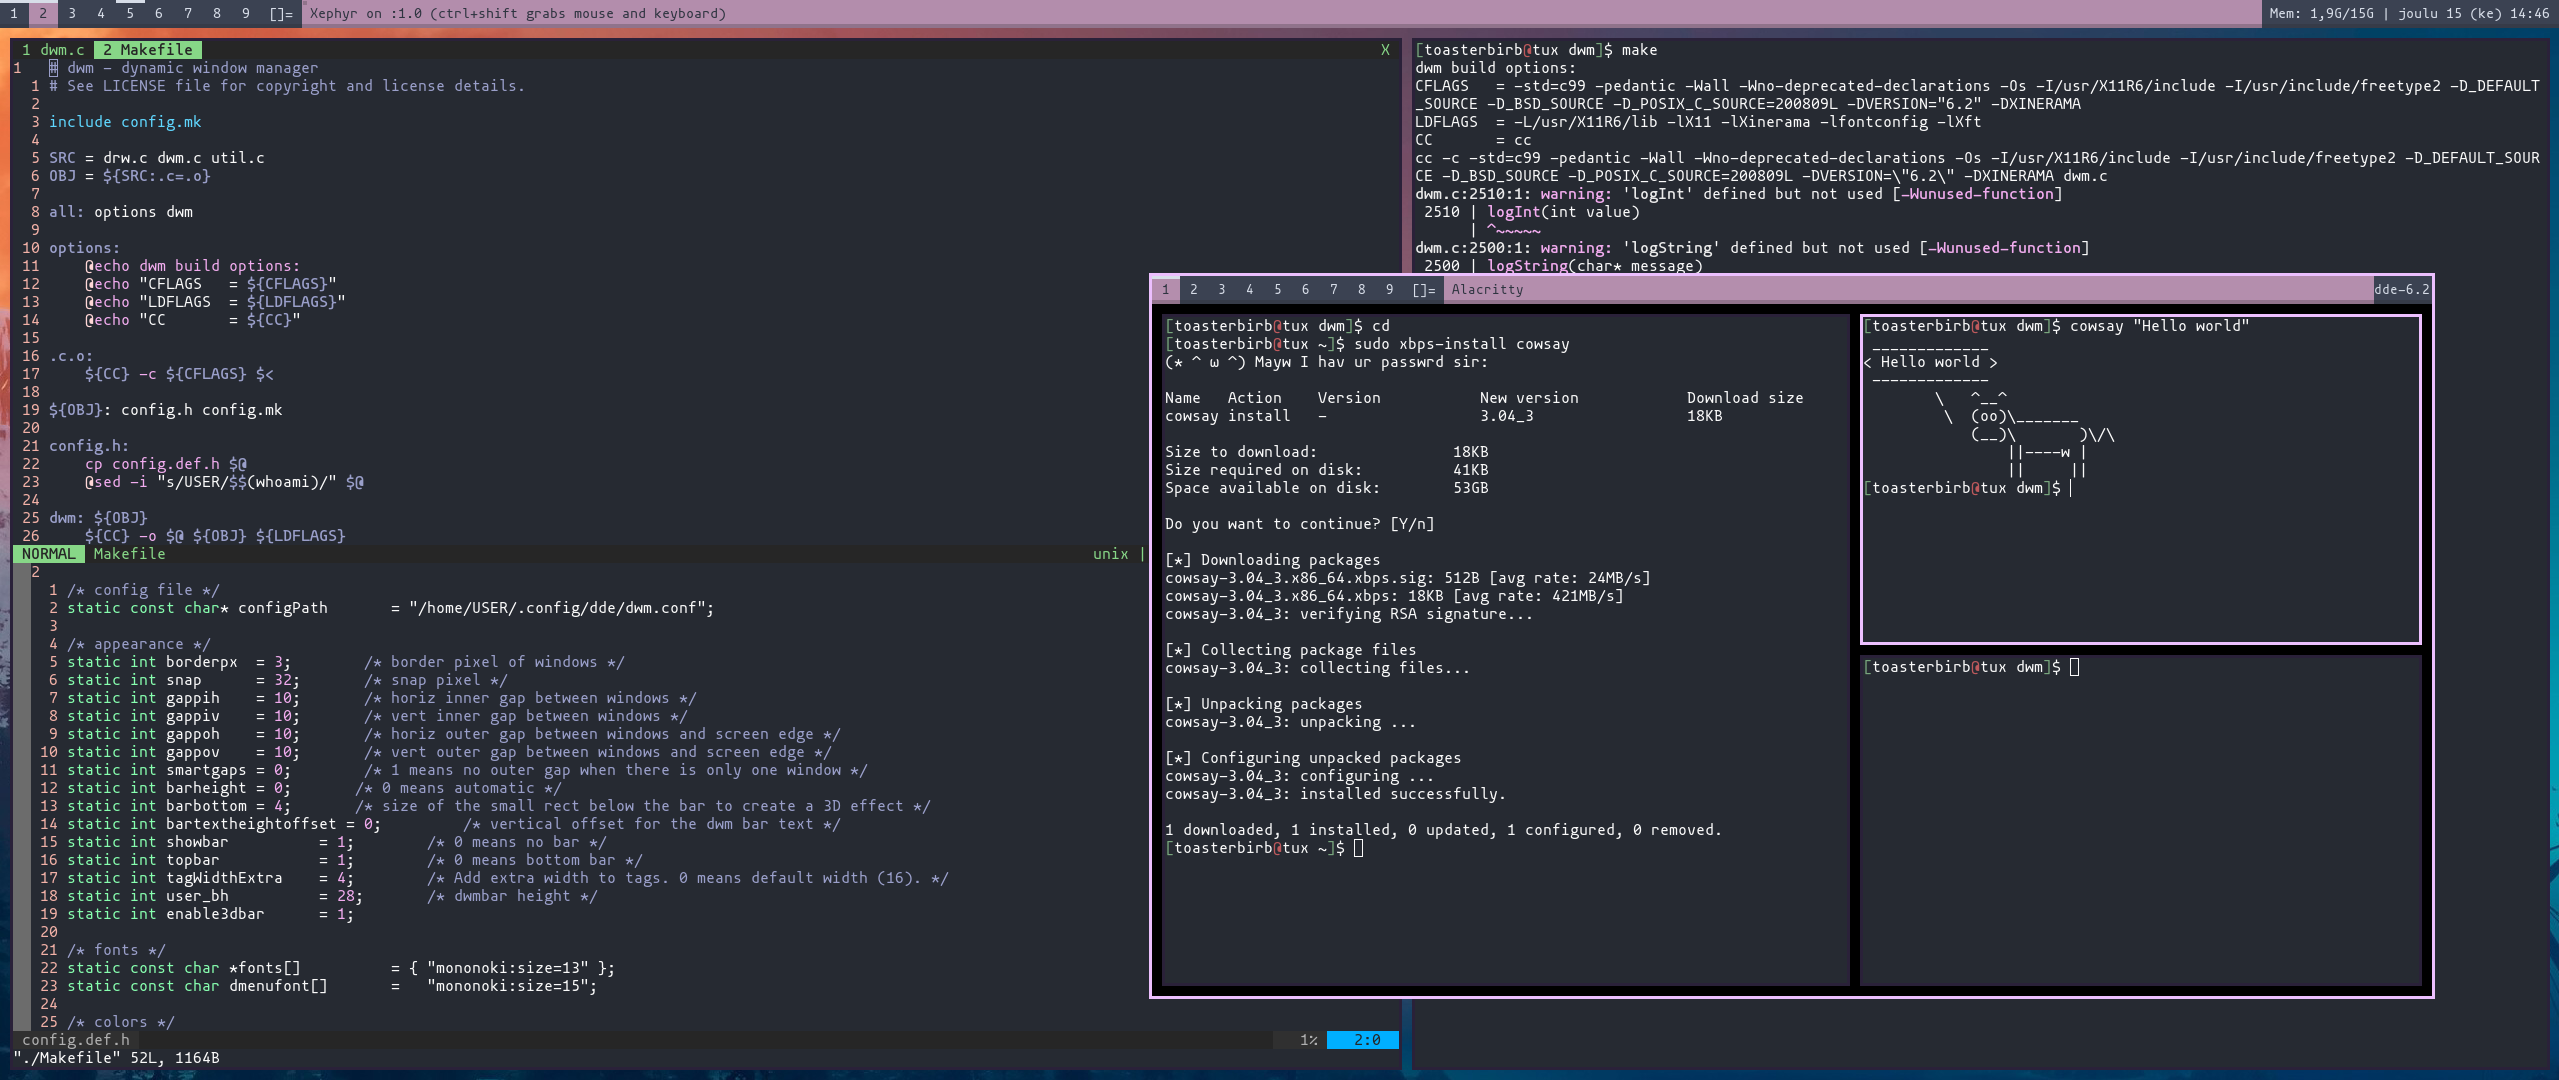 1 2 3 4 5 6 7 8 9 []= Xephyr on :1.0 (ctrl+shift grabs mouse and keyboard) Mem: 1,9G/15G | joulu 15 (ke) 14:46
1 dwm.c 2 Makefile X
1 # dwm - dynamic window manager
1 # See LICENSE file for copyright and license details.
2
3 include config.mk
4
5 SRC = drw.c dwm.c util.c
6 OBJ = ${SRC:.c=.o}
7
8 all: options dwm
9
10 options:
11 @echo dwm build options:
12 @echo "CFLAGS   = ${CFLAGS}"
13 @echo "LDFLAGS  = ${LDFLAGS}"
14 @echo "CC       = ${CC}"
15
16 .c.o:
17 ${CC} -c ${CFLAGS} $<
18
19 ${OBJ}: config.h config.mk
20
21 config.h:
22 cp config.def.h $@
23 @sed -i "s/USER/$$(whoami)/" $@
24
25 dwm: ${OBJ}
26 ${CC} -o $@ ${OBJ} ${LDFLAGS}
NORMAL Makefile unix |
2
1 /* config file */
2 static const char* configPath       = "/home/USER/.config/dde/dwm.conf";
3
4 /* appearance */
5 static int borderpx  = 3;        /* border pixel of windows */
6 static int snap      = 32;       /* snap pixel */
7 static int gappih    = 10;       /* horiz inner gap between windows */
8 static int gappiv    = 10;       /* vert inner gap between windows */
9 static int gappoh    = 10;       /* horiz outer gap between windows and screen edge */
10 static int gappov    = 10;       /* vert outer gap between windows and screen edge */
11 static int smartgaps = 0;        /* 1 means no outer gap when there is only one window */
12 static int barheight = 0;       /* 0 means automatic */
13 static int barbottom = 4;       /* size of the small rect below the bar to create a 3D effect */
14 static int bartextheightoffset = 0;         /* vertical offset for the dwm bar text */
15 static int showbar          = 1;        /* 0 means no bar */
16 static int topbar           = 1;        /* 0 means bottom bar */
17 static int tagWidthExtra    = 4;        /* Add extra width to tags. 0 means default width (16). */
18 static int user_bh          = 28;       /* dwmbar height */
19 static int enable3dbar      = 1;
20
21 /* fonts */
22 static const char *fonts[]          = { "mononoki:size=13" };
23 static const char dmenufont[]       =   "mononoki:size=15";
24
25 /* colors */
config.def.h 1% 2:0
"./Makefile" 52L, 1164B
[toasterbirb@tux dwm]$ make
dwm build options:
CFLAGS   = -std=c99 -pedantic -Wall -Wno-deprecated-declarations -Os -I/usr/X11R6/include -I/usr/include/freetype2 -D_DEFAULT
_SOURCE -D_BSD_SOURCE -D_POSIX_C_SOURCE=200809L -DVERSION="6.2" -DXINERAMA
LDFLAGS  = -L/usr/X11R6/lib -lX11 -lXinerama -lfontconfig -lXft
CC       = cc
cc -c -std=c99 -pedantic -Wall -Wno-deprecated-declarations -Os -I/usr/X11R6/include -I/usr/include/freetype2 -D_DEFAULT_SOUR
CE -D_BSD_SOURCE -D_POSIX_C_SOURCE=200809L -DVERSION=\"6.2\" -DXINERAMA dwm.c
dwm.c:2510:1: warning: 'logInt' defined but not used [-Wunused-function]
2510 | logInt(int value)
| ^~~~~~
dwm.c:2500:1: warning: 'logString' defined but not used [-Wunused-function]
2500 | logString(char* message)
1 2 3 4 5 6 7 8 9 []= Alacritty dde-6.2
[toasterbirb@tux dwm]$ cd
[toasterbirb@tux ~]$ sudo xbps-install cowsay
(* ^ ω ^) Mayw I hav ur passwrd sir:

Name   Action    Version           New version            Download size
cowsay install   -                 3.04_3                 18KB

Size to download:               18KB
Size required on disk:          41KB
Space available on disk:        53GB

Do you want to continue? [Y/n]

[*] Downloading packages
cowsay-3.04_3.x86_64.xbps.sig: 512B [avg rate: 24MB/s]
cowsay-3.04_3.x86_64.xbps: 18KB [avg rate: 421MB/s]
cowsay-3.04_3: verifying RSA signature...

[*] Collecting package files
cowsay-3.04_3: collecting files...

[*] Unpacking packages
cowsay-3.04_3: unpacking ...

[*] Configuring unpacked packages
cowsay-3.04_3: configuring ...
cowsay-3.04_3: installed successfully.

1 downloaded, 1 installed, 0 updated, 1 configured, 0 removed.
[toasterbirb@tux ~]$
[toasterbirb@tux dwm]$ cowsay "Hello world"
 _____________
< Hello world >
 -------------
        \   ^__^
         \  (oo)\_______
            (__)\       )\/\
                ||----w |
                ||     ||
[toasterbirb@tux dwm]$
[toasterbirb@tux dwm]$